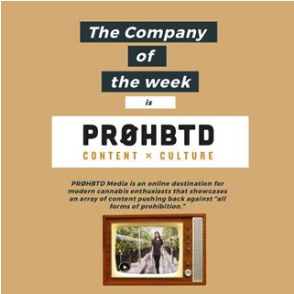 The Company
of
the week
is
PRØHBTD
CONTENT × CULTURE
PRØHBTD Media is an online destination for
modern cannabis enthusiasts that showcases
an array of content pushing back against "all
forms of prohibition."